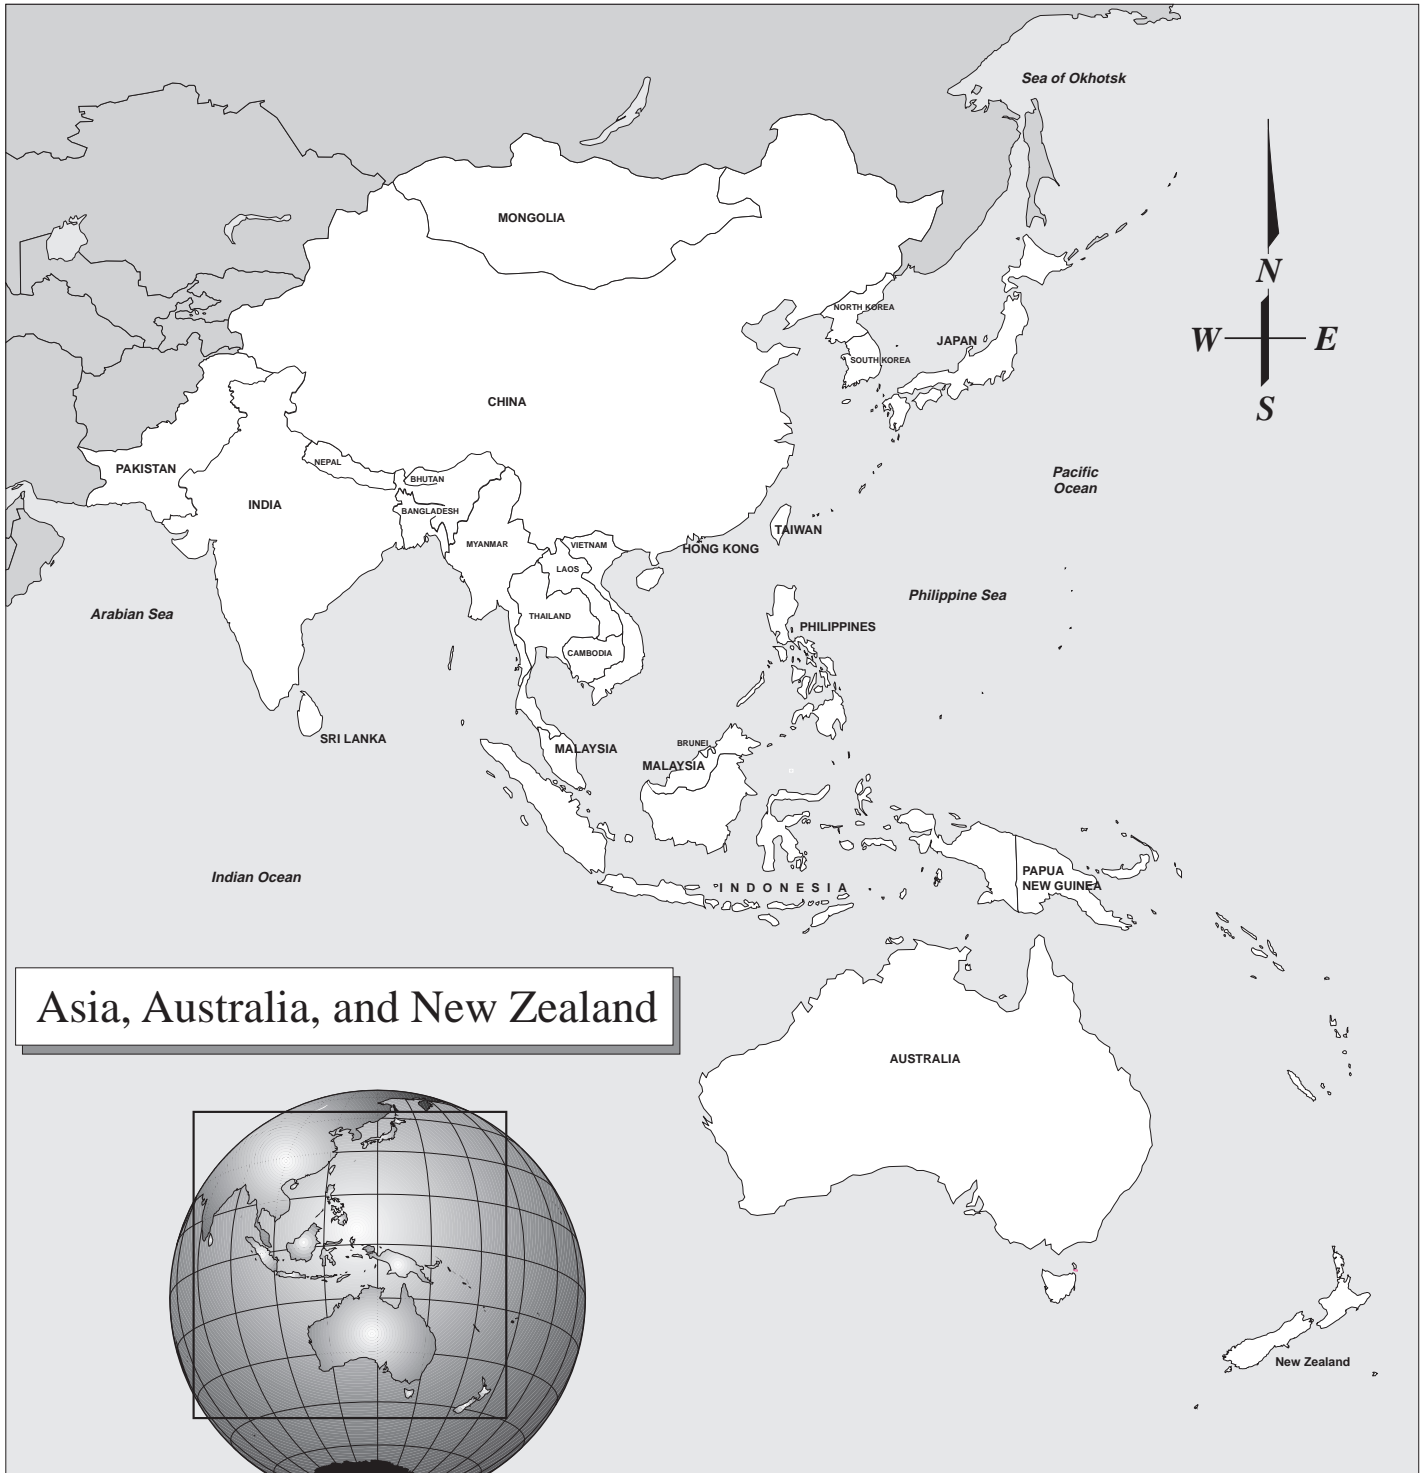 Sea of Okhotsk
MONGOLIA
N
NORTH KOREA
W
E
JAPAN
SOUTH KOREA
CHINA
S
NEPAL
PAKISTAN
Pacific
Ocean
BHUTAN
INDIA
BANGLADESH
TAIWAN
MYANMAR
VIETNAM
HONG KONG
LAOS
Philippine Sea
Arabian Sea
THAILAND
PHILIPPINES
CAMBODIA
SRI LANKA
BRUNEI
MALAYSIA
MALAYSIA
PAPUA
NEW GUINEA
Indian Ocean
INDONESIA
Asia, Australia, and New Zealand
AUSTRALIA
New Zealand